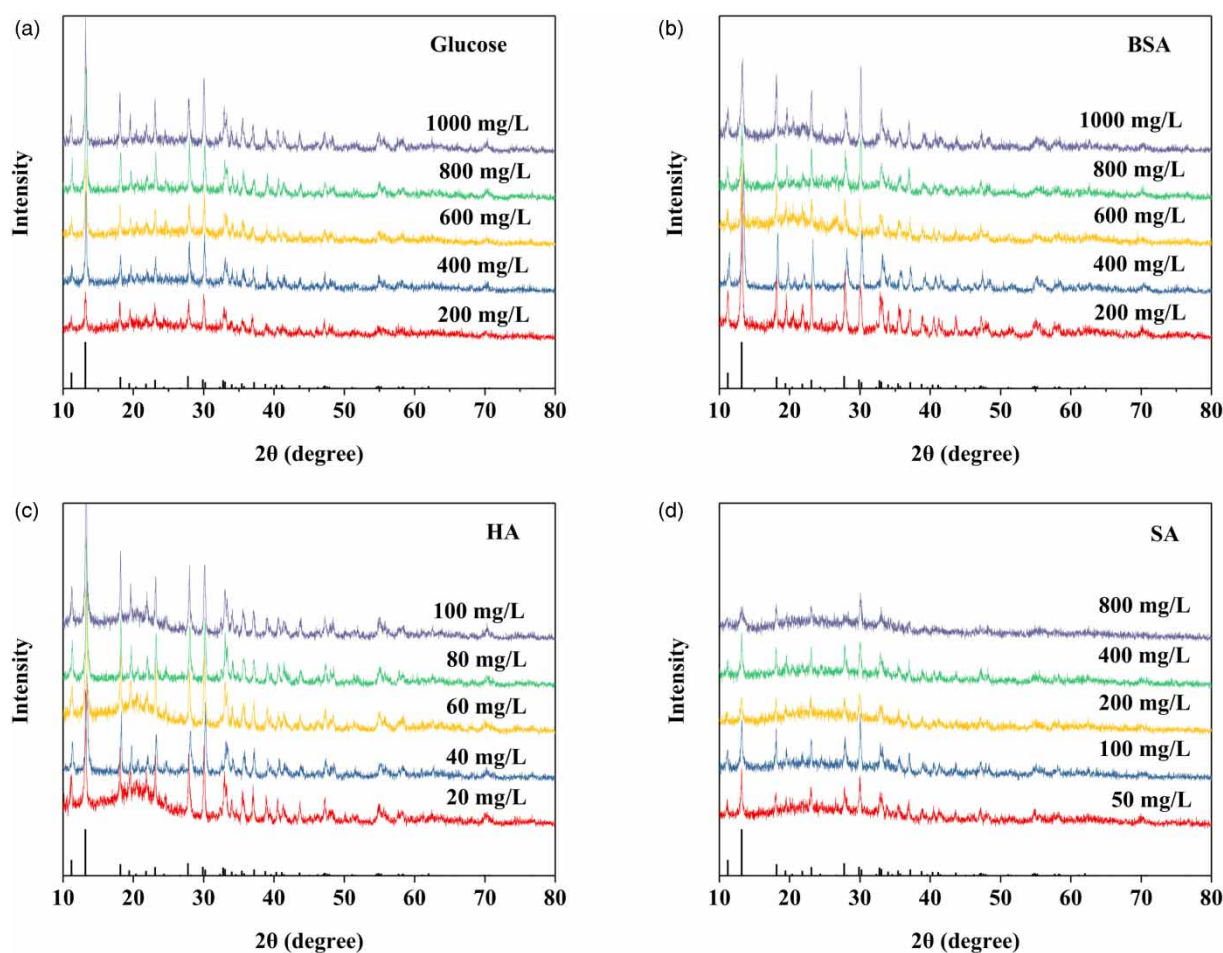 (a)
Glucose
1000 mg/L
800 mg/L
600 mg/L
400 mg/L
200 mg/L
Intensity
10 20 30 40 50 60 70 80
2θ (degree)
(b)
BSA
1000 mg/L
800 mg/L
600 mg/L
400 mg/L
200 mg/L
Intensity
10 20 30 40 50 60 70 80
2θ (degree)
(c)
HA
100 mg/L
80 mg/L
60 mg/L
40 mg/L
20 mg/L
Intensity
10 20 30 40 50 60 70 80
2θ (degree)
(d)
SA
800 mg/L
400 mg/L
200 mg/L
100 mg/L
50 mg/L
Intensity
10 20 30 40 50 60 70 80
2θ (degree)